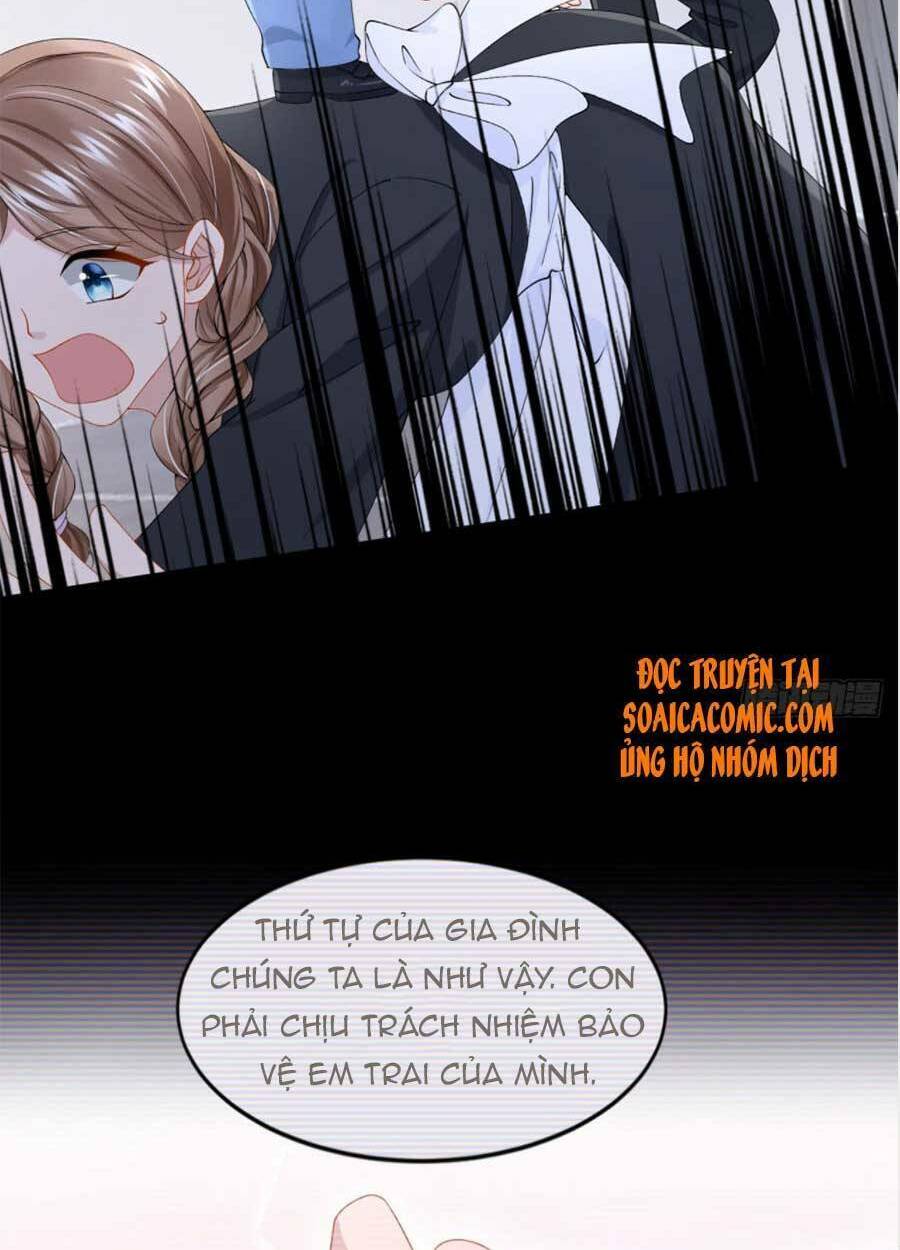 ĐỌC TRUYỆN TẠI
SOAICACOMIC.COM
ỦNG HỘ NHÓM DỊCH
THỨ TỰ CỦA GIA ĐÌNH
CHÚNG TA LÀ NHƯ VẬY. CON
PHẢI CHỊU TRÁCH NHIỆM BẢO
VỆ EM TRAI CỦA MÌNH.